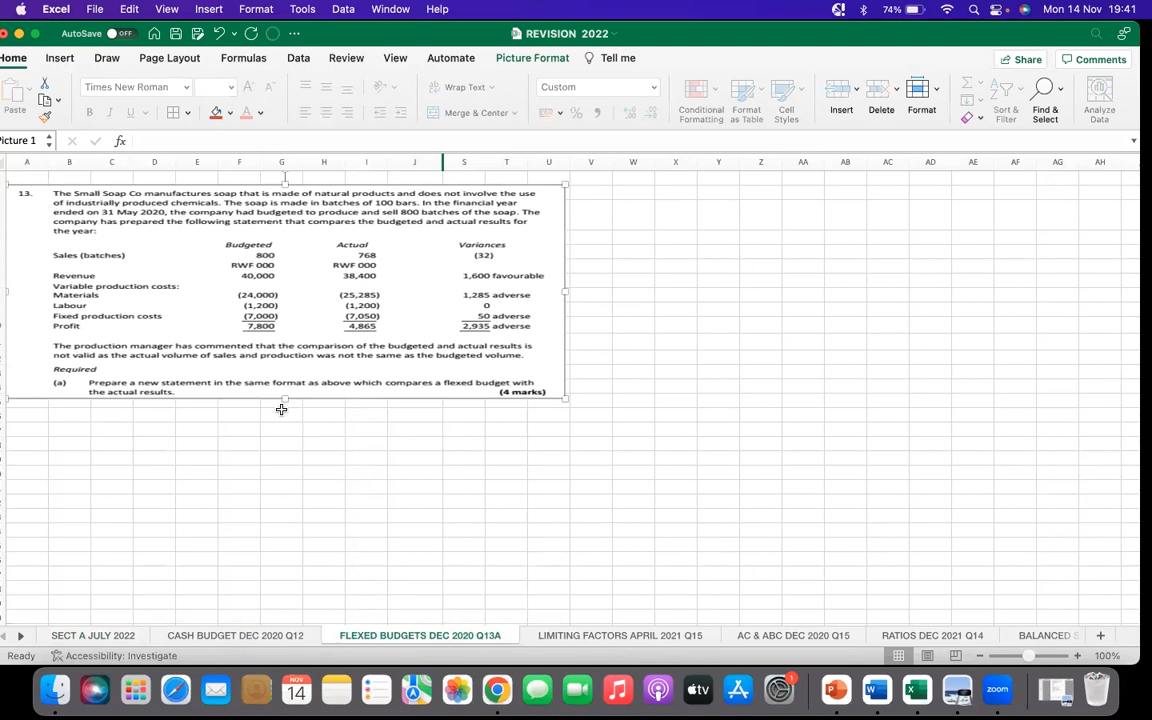 Excel File Edit View Insert Format Tools Data Window Help 74% Mon 14 Nov 19:41
AutoSave OFF REVISION 2022
Home Insert Draw Page Layout Formulas Data Review View Automate Picture Format Tell me Share Comments
Paste Times New Roman Wrap Text Custom Conditional Formatting Format as Table Cell Styles Insert Delete Format Sort & Filter Find & Select Analyze Data
B I U Merge & Center
Picture 1 fx
A B C D E F G H I J S T U V W X Y Z AA AB AC AD AE AF AG AH
13. The Small Soap Co manufactures soap that is made of natural products and does not involve the use
of industrially produced chemicals. The soap is made in batches of 100 bars. In the financial year
ended on 31 May 2020, the company had budgeted to produce and sell 800 batches of the soap. The
company has prepared the following statement that compares the budgeted and actual results for
the year:
Budgeted Actual Variances
Sales (batches) 800 768 (32)
RWF 000 RWF 000
Revenue 40,000 38,400 1,600 favourable
Variable production costs:
Materials (24,000) (25,285) 1,285 adverse
Labour (1,200) (1,200) 0
Fixed production costs (7,000) (7,050) 50 adverse
Profit 7,800 4,865 2,935 adverse
The production manager has commented that the comparison of the budgeted and actual results is
not valid as the actual volume of sales and production was not the same as the budgeted volume.
Required
(a) Prepare a new statement in the same format as above which compares a flexed budget with
the actual results. (4 marks)
SECT A JULY 2022 CASH BUDGET DEC 2020 Q12 FLEXED BUDGETS DEC 2020 Q13A LIMITING FACTORS APRIL 2021 Q15 AC & ABC DEC 2020 Q15 RATIOS DEC 2021 Q14 BALANCED S
Ready Accessibility: Investigate 100%
NOV 14 tv 1 P W X zoom